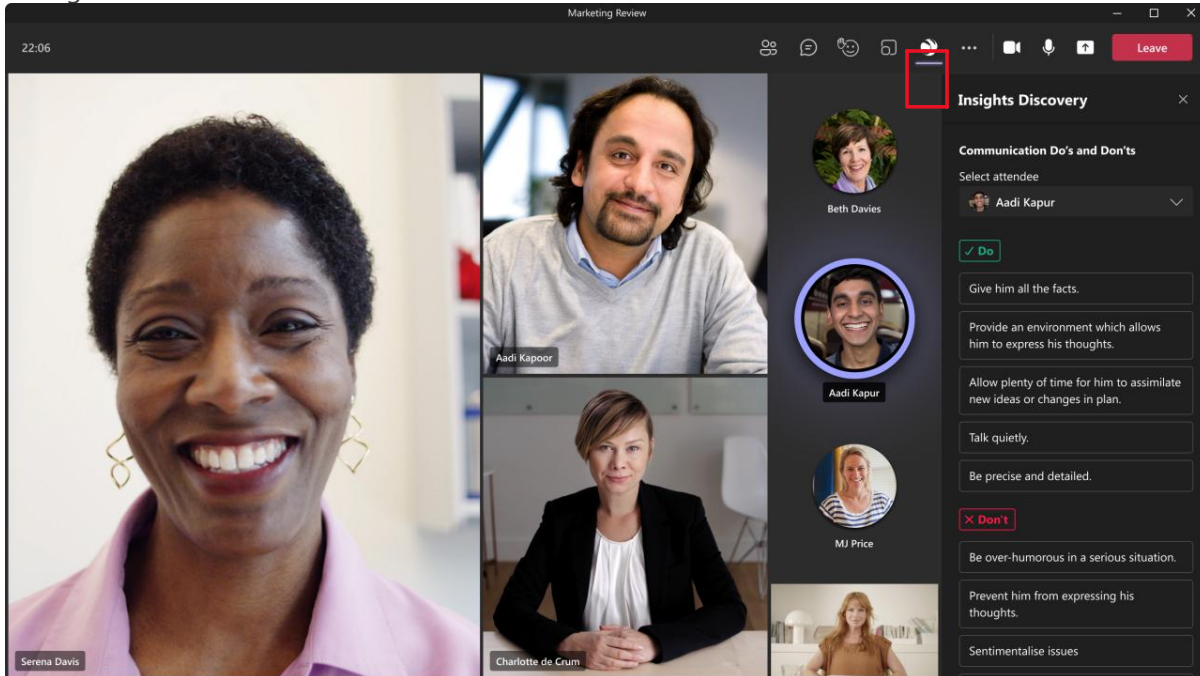 Marketing Review
22:06
Leave
Insights Discovery
Communication Do's and Don'ts
Select attendee
Aadi Kapur
Do
Give him all the facts.
Provide an environment which allows
him to express his thoughts.
Allow plenty of time for him to assimilate
new ideas or changes in plan.
Talk quietly.
Be precise and detailed.
Don't
Be over-humorous in a serious situation.
Prevent him from expressing his
thoughts.
Sentimentalise issues
Serena Davis
Aadi Kapoor
Charlotte de Crum
Beth Davies
Aadi Kapur
MJ Price